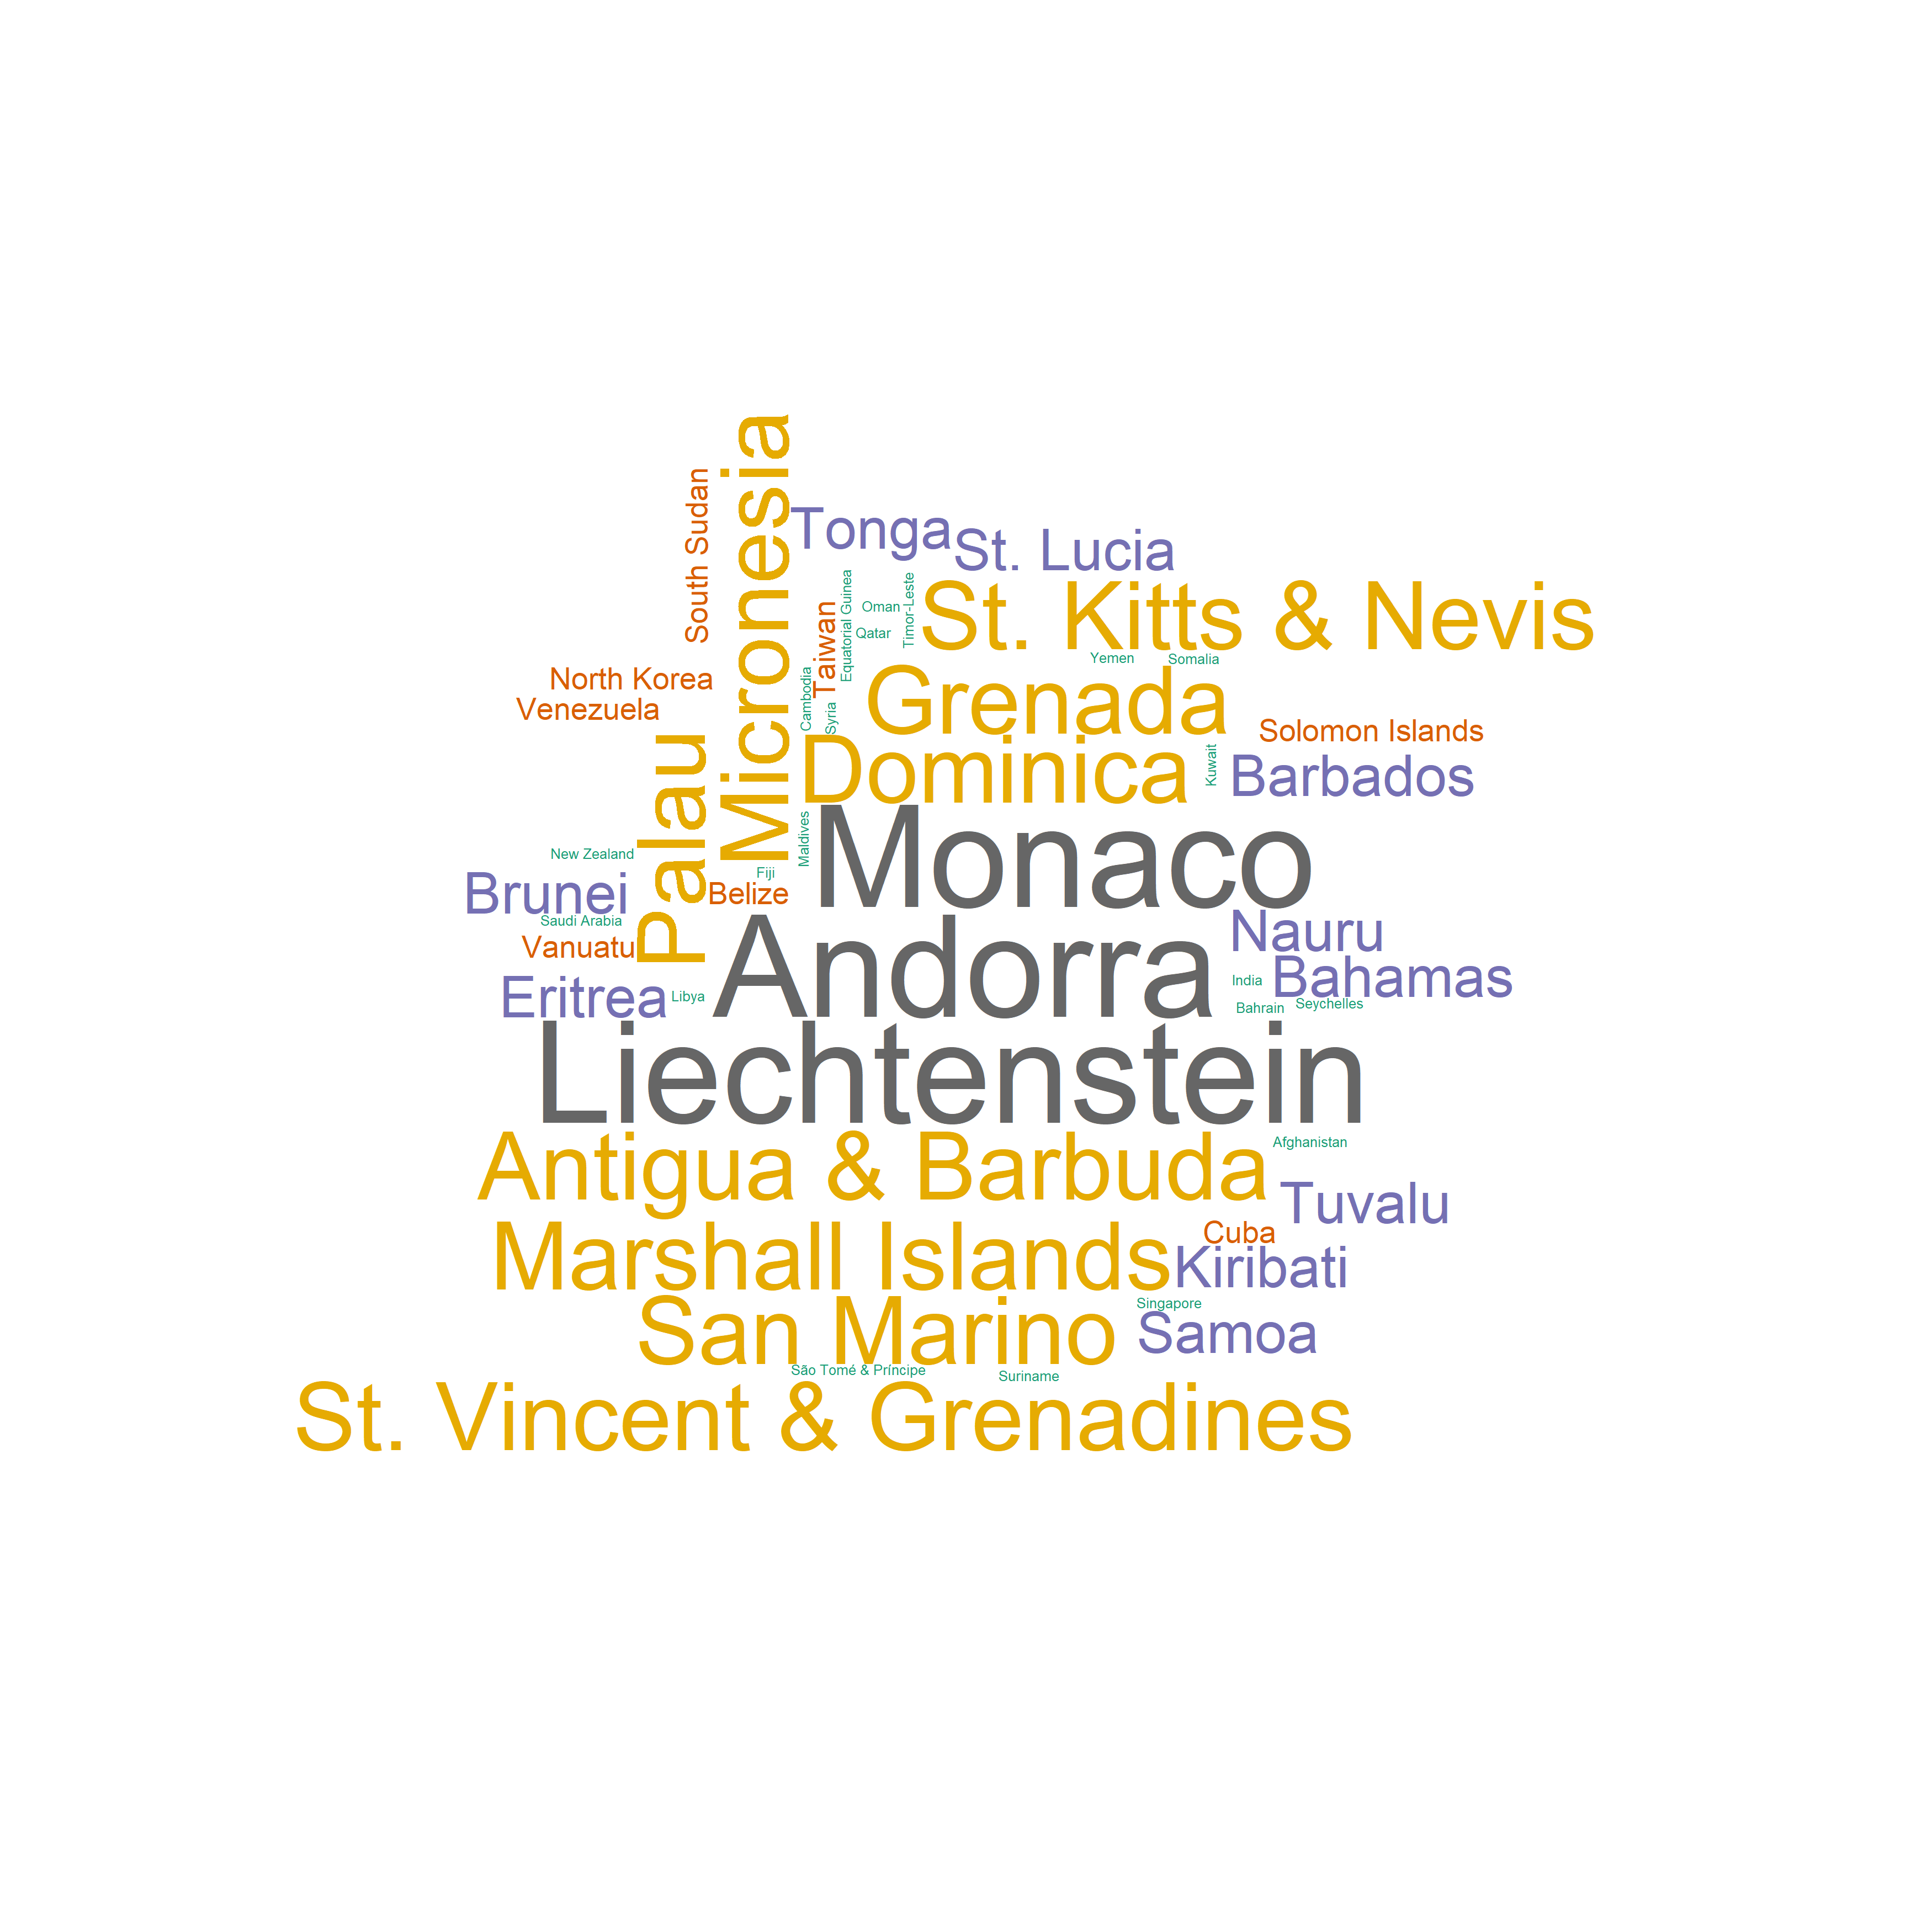 Micronesia
South Sudan
Tonga
St. Lucia
Equatorial Guinea
Oman
Timor-Leste
St. Kitts & Nevis
Taiwan
Qatar
Yemen
Somalia
North Korea
Cambodia
Grenada
Venezuela
Syria
Solomon Islands
Palau
Dominica
Kuwait
Barbados
Maldives
Monaco
New Zealand
Fiji
Brunei
Belize
Saudi Arabia
Nauru
Vanuatu
Andorra
India
Bahamas
Eritrea
Libya
Bahrain
Seychelles
Liechtenstein
Antigua & Barbuda
Afghanistan
Tuvalu
Cuba
Marshall Islands
Kiribati
Singapore
San Marino
Samoa
São Tomé & Príncipe
Suriname
St. Vincent & Grenadines